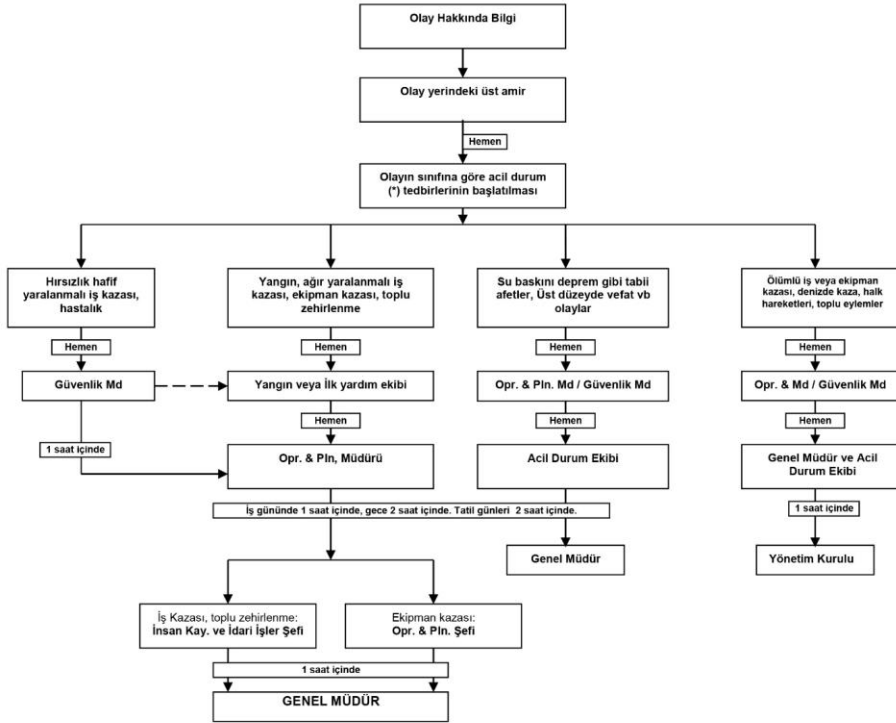 Olay Hakkında Bilgi
Olay yerindeki üst amir
Hemen
Olayın sınıfına göre acil durum
(*) tedbirlerinin başlatılması
Hırsızlık hafif
yaralanmalı iş kazası,
hastalık
Yangın, ağır yaralanmalı iş
kazası, ekipman kazası, toplu
zehirlenme
Su baskını deprem gibi tabii
afetler, Üst düzeyde vefat vb
olaylar
Ölümlü iş veya ekipman
kazası, denizde kaza, halk
hareketleri, toplu eylemler
Hemen
Hemen
Hemen
Hemen
Güvenlik Md
Yangın veya İlk yardım ekibi
Opr. & Pln. Md / Güvenlik Md
Opr. & Md / Güvenlik Md
Hemen
Hemen
Hemen
1 saat içinde
Opr. & Pln, Müdürü
Acil Durum Ekibi
Genel Müdür ve Acil
Durum Ekibi
İş gününde 1 saat içinde, gece 2 saat içinde. Tatil günleri 2 saat içinde.
1 saat içinde
Genel Müdür
Yönetim Kurulu
İş Kazası, toplu zehirlenme:
İnsan Kay. ve İdari İşler Şefi
Ekipman kazası:
Opr. & Pln. Şefi
1 saat içinde
GENEL MÜDÜR